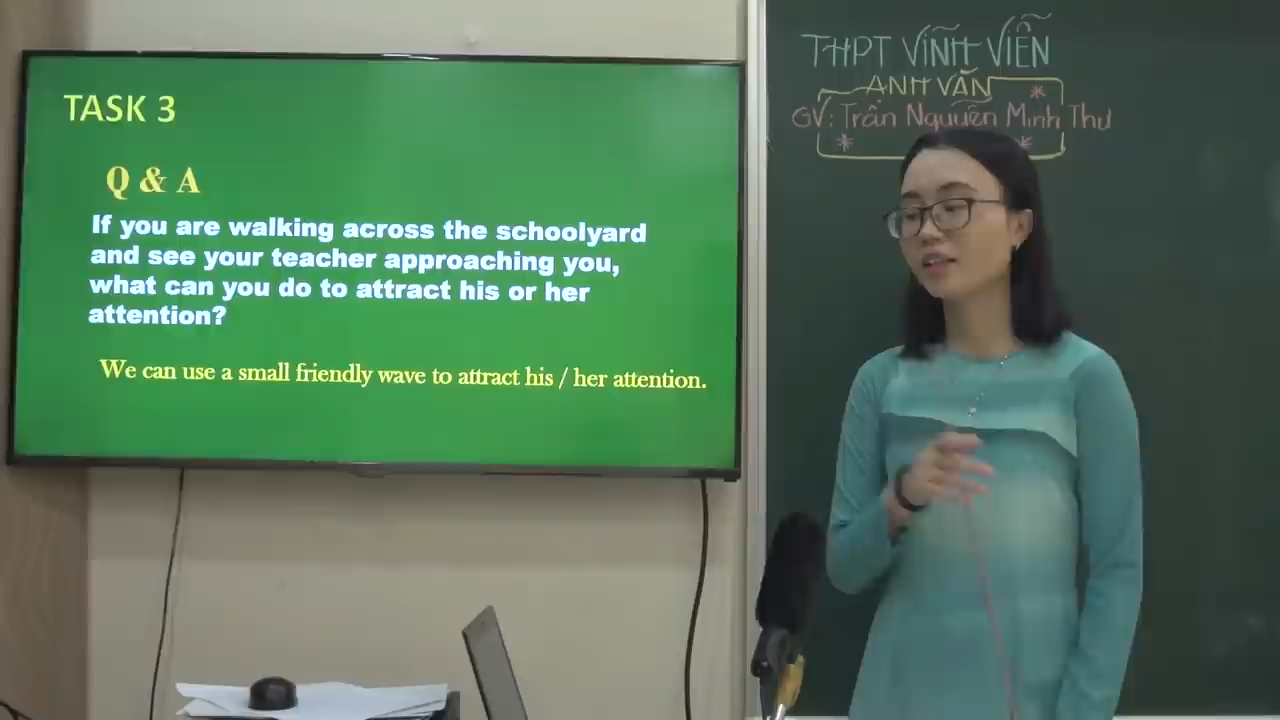 TASK 3
Q & A
If you are walking across the schoolyard
and see your teacher approaching you,
what can you do to attract his or her
attention?
We can use a small friendly wave to attract his / her attention.
THPT VĨNH VIỄN
ANH VĂN
GV: Trần Nguyễn Minh Thư